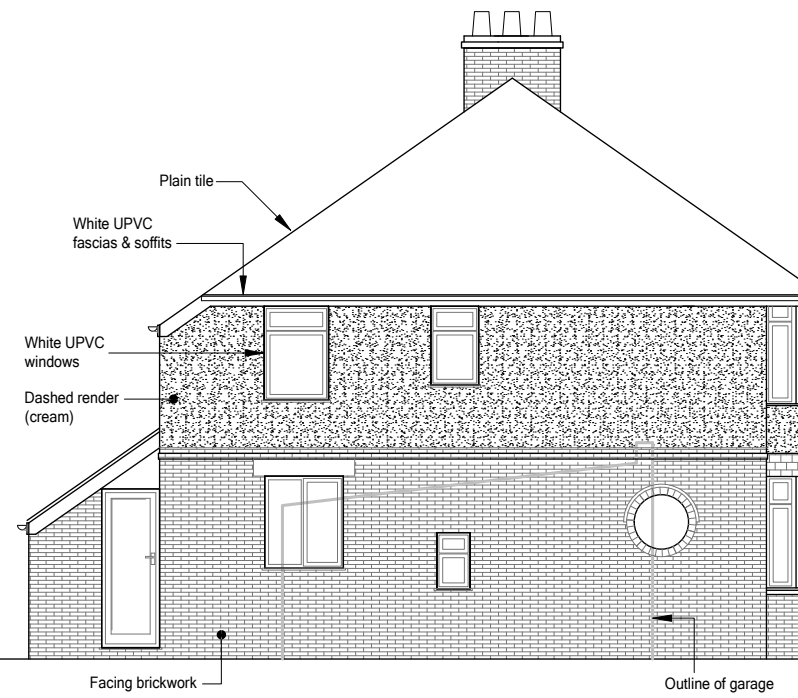 Plain tile
White UPVC
fascias & soffits
White UPVC
windows
Dashed render
(cream)
Facing brickwork
Outline of garage